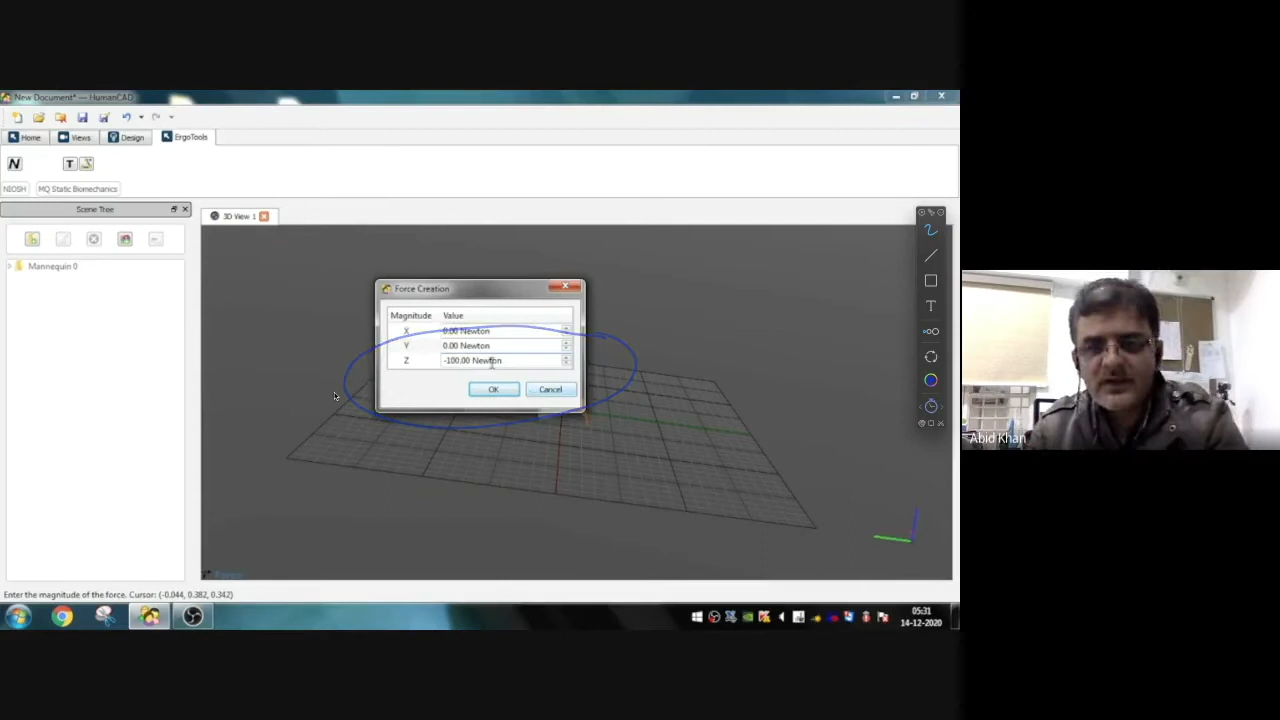 New Document* — HumanCAD
Home
Views
Design
ErgoTools
N
T
NIOSH
MQ Static Biomechanics
Scene Tree
3D View 1
Mannequin 0
Force Creation
Magnitude Value
X 0.00 Newton
Y 0.00 Newton
Z -100.00 Newton
OK Cancel
T
Abid Khan
Force
Enter the magnitude of the force. Cursor: (-0.044, 0.382, 0.342)
05:31
14-12-2020